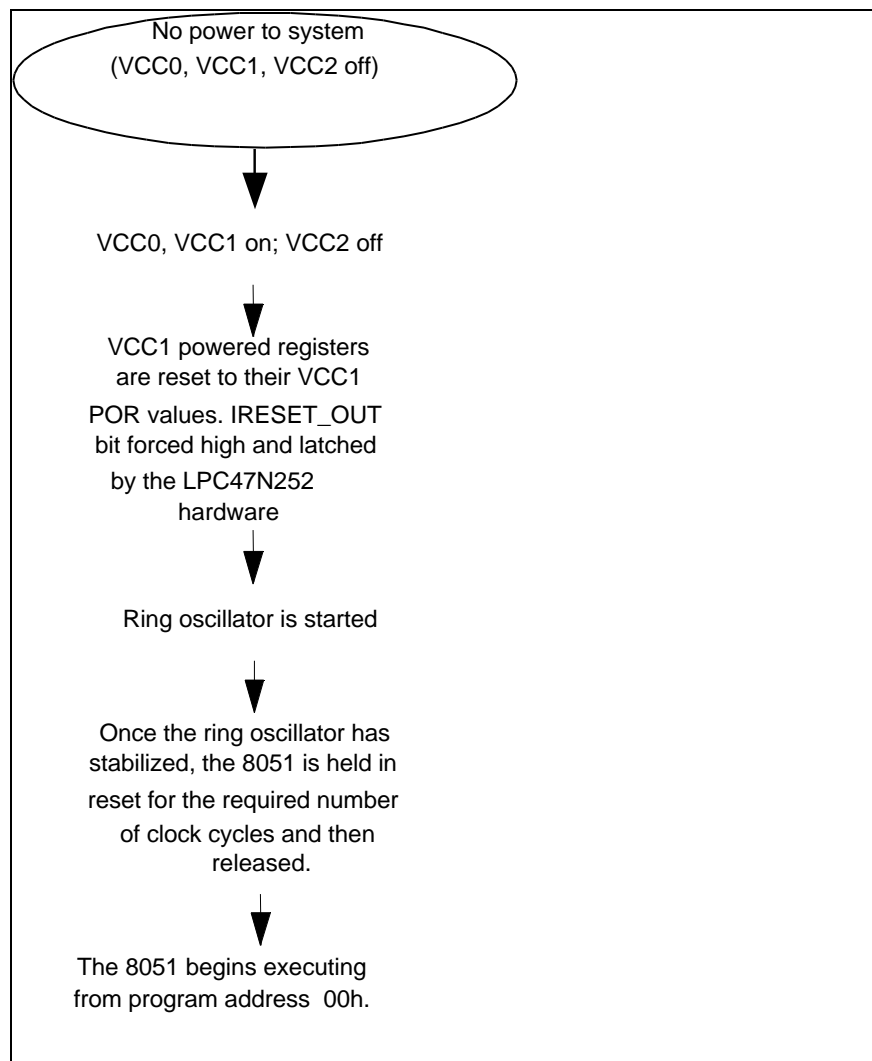 No power to system
(VCC0, VCC1, VCC2 off)
VCC0, VCC1 on; VCC2 off
VCC1 powered registers
are reset to their VCC1
POR values. IRESET_OUT
bit forced high and latched
by the LPC47N252
hardware
Ring oscillator is started
Once the ring oscillator has
stabilized, the 8051 is held in
reset for the required number
of clock cycles and then
released.
The 8051 begins executing
from program address 00h.